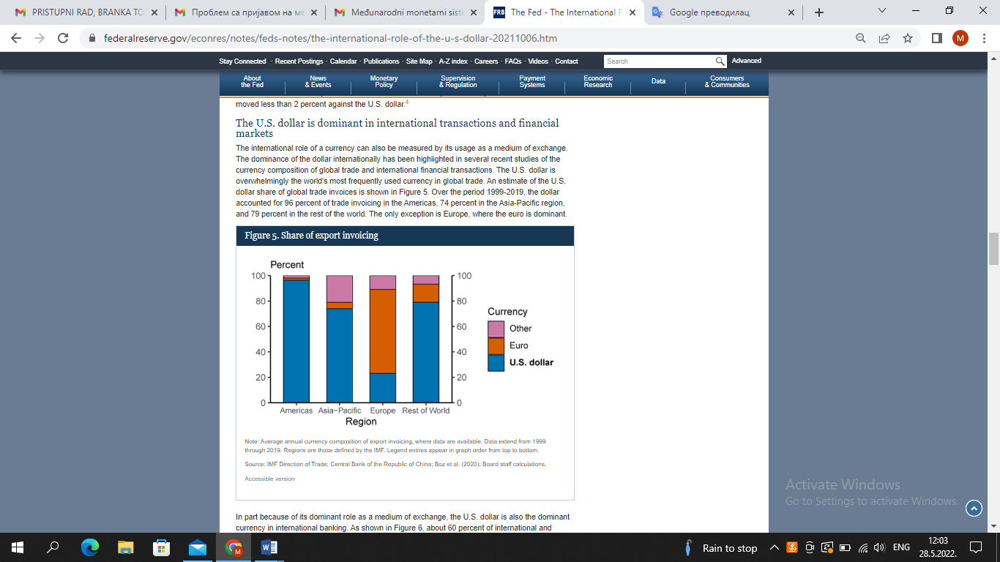 PRISTUPNI RAD, BRANKA TO
Проблем са пријавом на ме
Međunarodni monetarni siste
FRB The Fed - The International R
Google преводилац
federalreserve.gov/econres/notes/feds-notes/the-international-role-of-the-u-s-dollar-20211006.htm
M
Stay Connected · Recent Postings · Calendar · Publications · Site Map · A-Z index · Careers · FAQs · Videos · Contact
Search
Advanced
About the Fed
News & Events
Monetary Policy
Supervision & Regulation
Payment Systems
Economic Research
Data
Consumers & Communities
moved less than 2 percent against the U.S. dollar.4
The U.S. dollar is dominant in international transactions and financial
markets
The international role of a currency can also be measured by its usage as a medium of exchange.
The dominance of the dollar internationally has been highlighted in several recent studies of the
currency composition of global trade and international financial transactions. The U.S. dollar is
overwhelmingly the world's most frequently used currency in global trade. An estimate of the U.S.
dollar share of global trade invoices is shown in Figure 5. Over the period 1999-2019, the dollar
accounted for 96 percent of trade invoicing in the Americas, 74 percent in the Asia-Pacific region,
and 79 percent in the rest of the world. The only exception is Europe, where the euro is dominant.
Figure 5. Share of export invoicing
Percent
100 100
80 80
60 60
40 40
20 20
0 0
Currency
Other
Euro
U.S. dollar
Americas Asia−Pacific Europe Rest of World
Region
Note: Average annual currency composition of export invoicing, where data are available. Data extend from 1999
through 2019. Regions are those defined by the IMF. Legend entries appear in graph order from top to bottom.
Source: IMF Direction of Trade; Central Bank of the Republic of China; Boz et al. (2020); Board staff calculations.
Accessible version
In part because of its dominant role as a medium of exchange, the U.S. dollar is also the dominant
currency in international banking. As shown in Figure 6, about 60 percent of international and
Activate Windows
Go to Settings to activate Windows.
M
Rain to stop
ENG
12:03
28.5.2022.